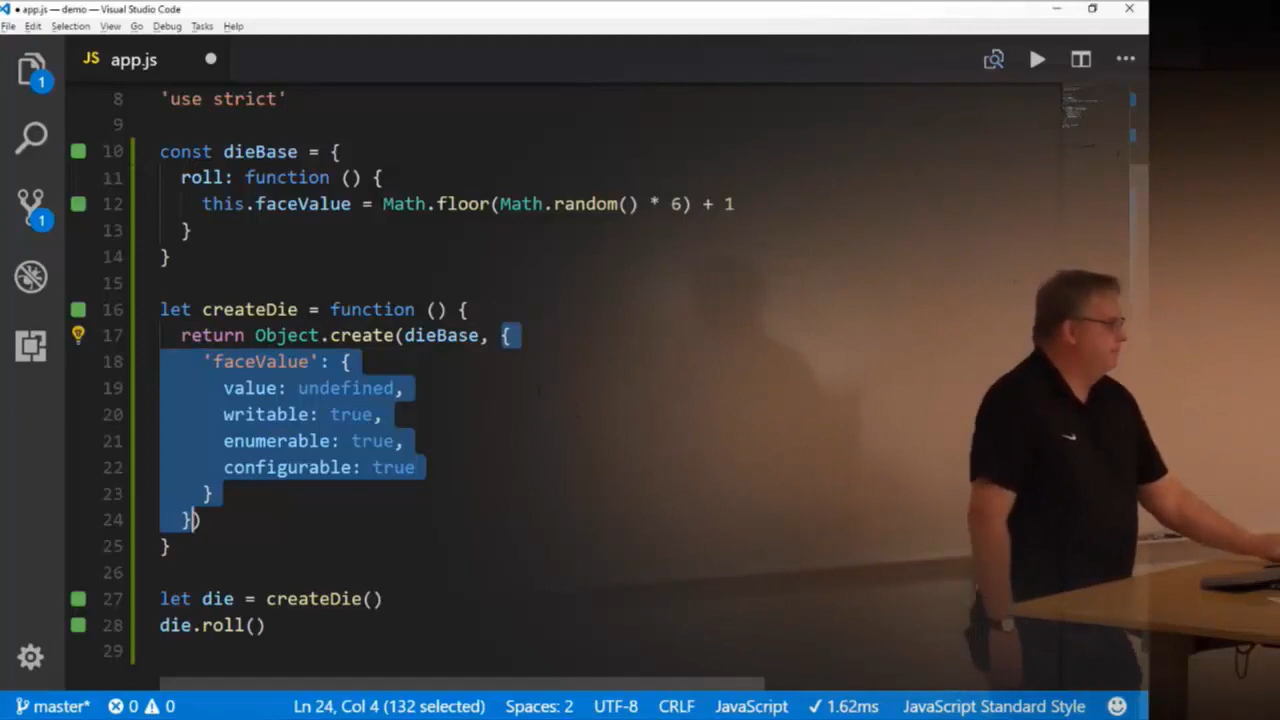 ● app.js — demo — Visual Studio Code
File Edit Selection View Go Debug Tasks Help
JS app.js
1
1
8 'use strict'
9
10 const dieBase = {
11 roll: function () {
12 this.faceValue = Math.floor(Math.random() * 6) + 1
13 }
14 }
15
16 let createDie = function () {
17 return Object.create(dieBase, {
18 'faceValue': {
19 value: undefined,
20 writable: true,
21 enumerable: true,
22 configurable: true
23 }
24 })
25 }
26
27 let die = createDie()
28 die.roll()
29
master* 0 0 Ln 24, Col 4 (132 selected) Spaces: 2 UTF-8 CRLF JavaScript ✓ 1.62ms JavaScript Standard Style